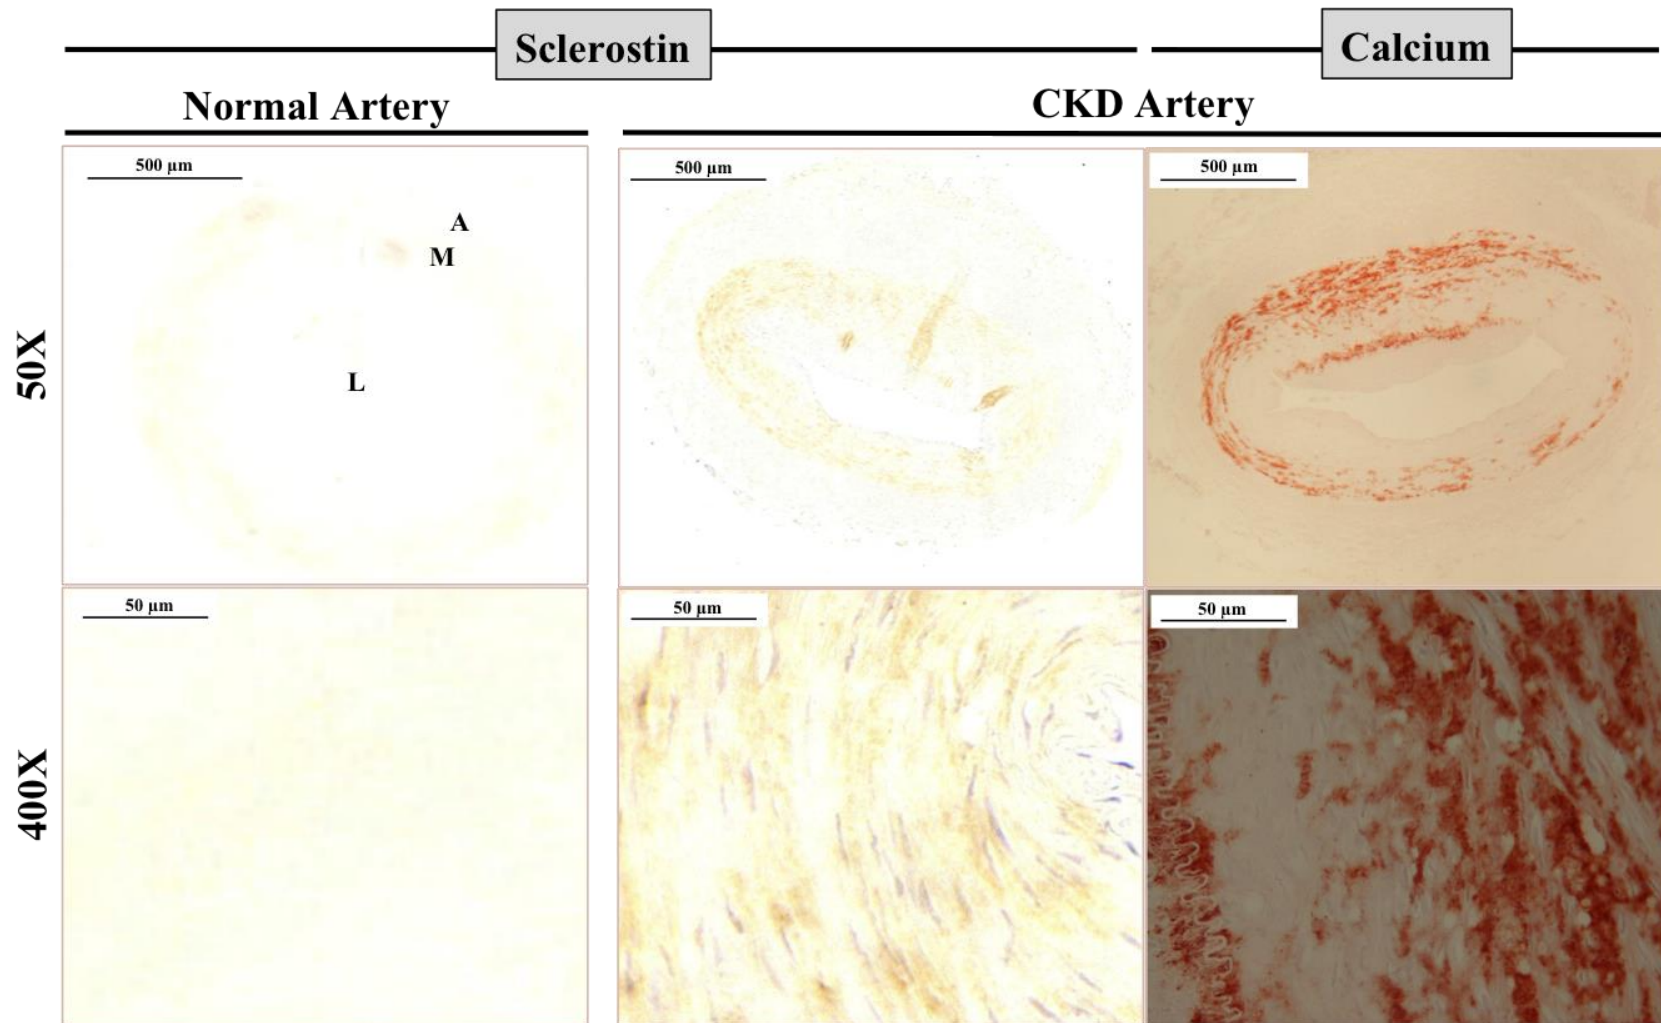 Sclerostin
Calcium
Normal Artery
CKD Artery
50X
500 µm
A
M
L
500 µm
500 µm
400X
50 µm
50 µm
50 µm